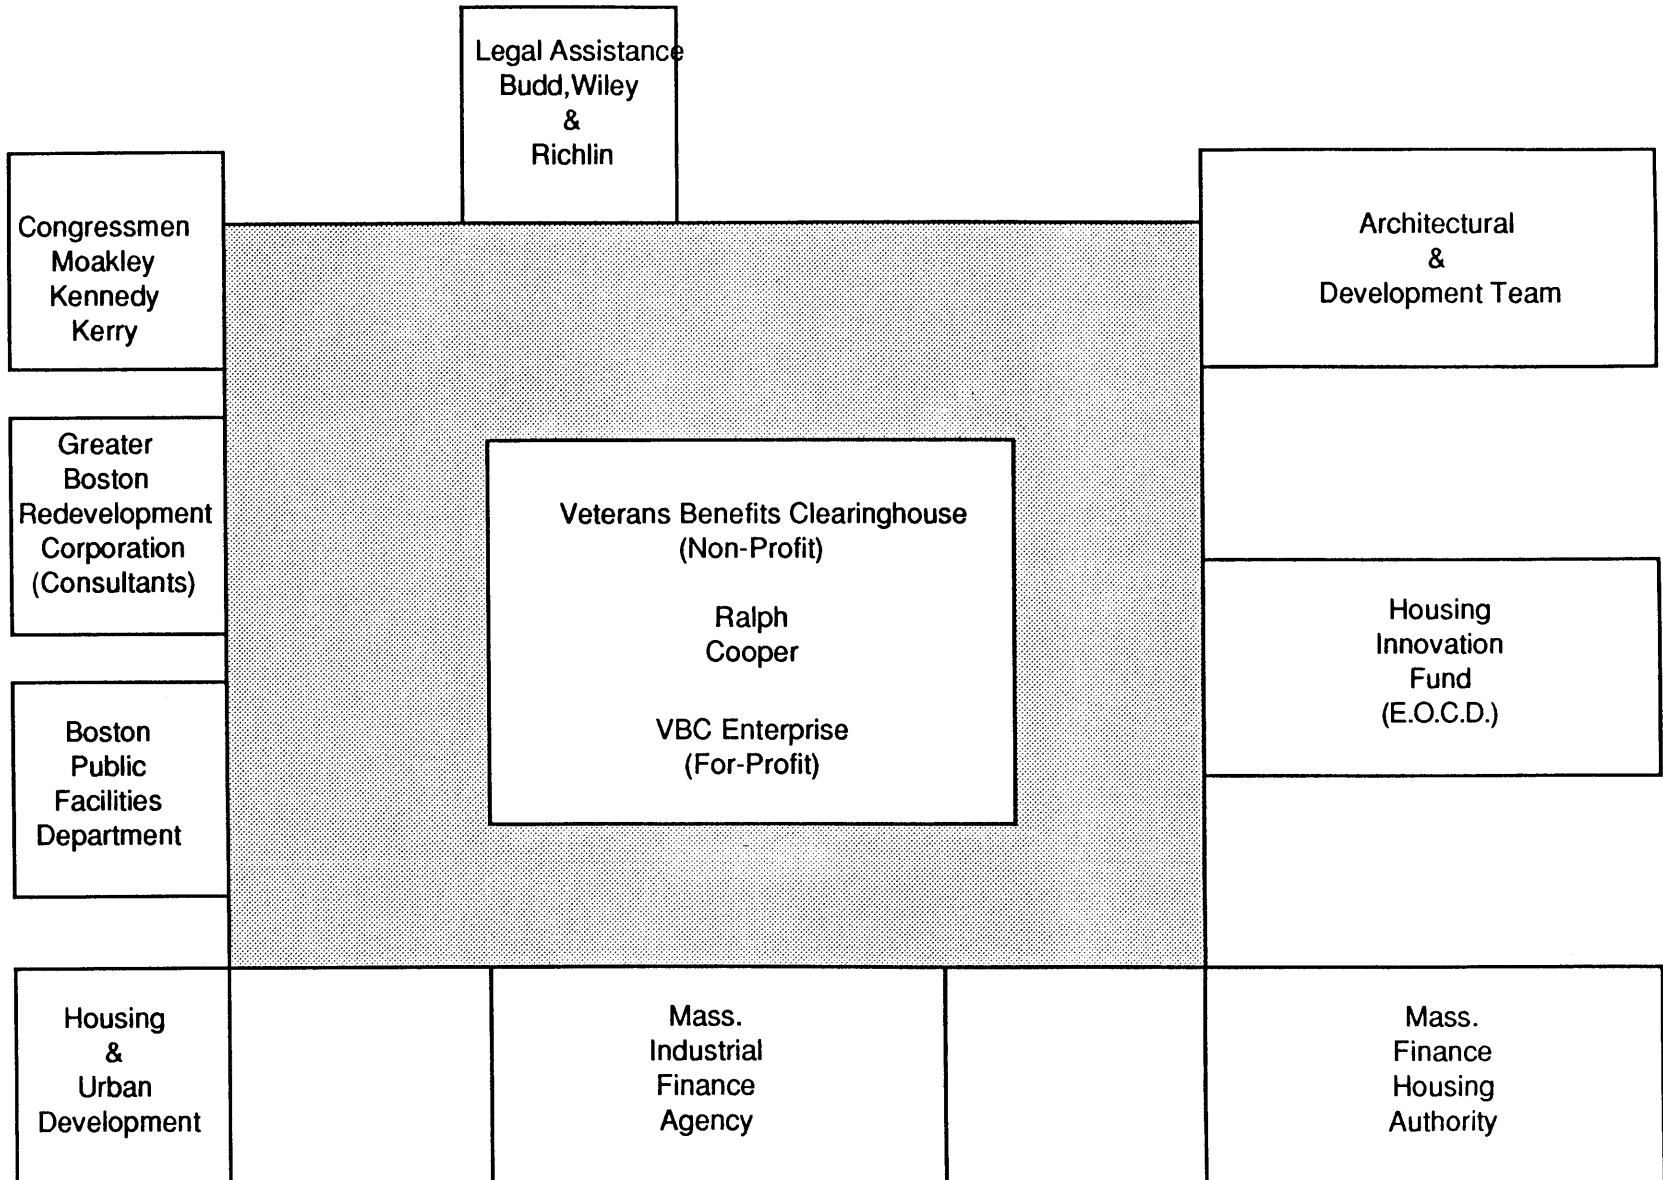 Legal Assistance
Budd,Wiley
&
Richlin
Congressmen
Moakley
Kennedy
Kerry
Architectural
&
Development Team
Greater
Boston
Redevelopment
Corporation
(Consultants)
Veterans Benefits Clearinghouse
(Non-Profit)
Ralph
Cooper
VBC Enterprise
(For-Profit)
Housing
Innovation
Fund
(E.O.C.D.)
Boston
Public
Facilities
Department
Housing
&
Urban
Development
Mass.
Industrial
Finance
Agency
Mass.
Finance
Housing
Authority